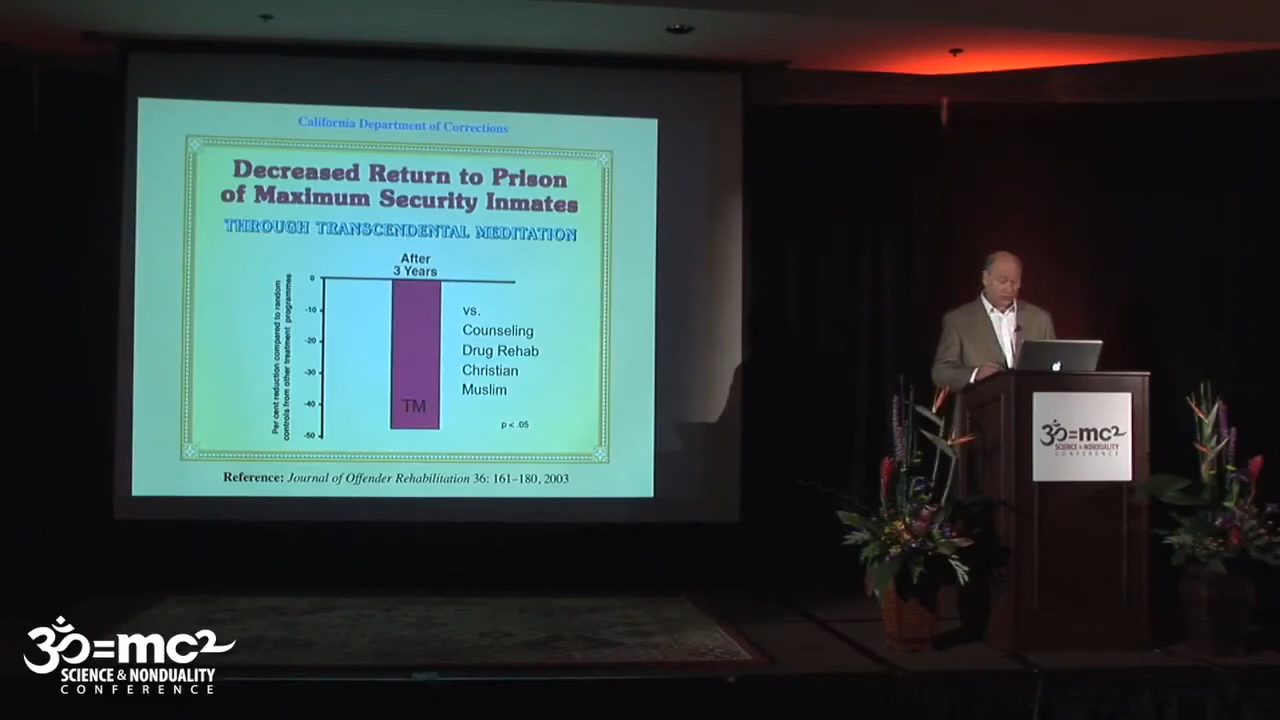 California Department of Corrections
Decreased Return to Prison
of Maximum Security Inmates
THROUGH TRANSCENDENTAL MEDITATION
After
3 Years
0
-10
-20
-30
-40
-50
Per cent reduction compared to random
controls from other treatment programmes
TM
vs.
Counseling
Drug Rehab
Christian
Muslim
p < .05
Reference: Journal of Offender Rehabilitation 36: 161–180, 2003
ॐ=mc2
SCIENCE & NONDUALITY
CONFERENCE
ॐ=mc2
SCIENCE & NONDUALITY
CONFERENCE